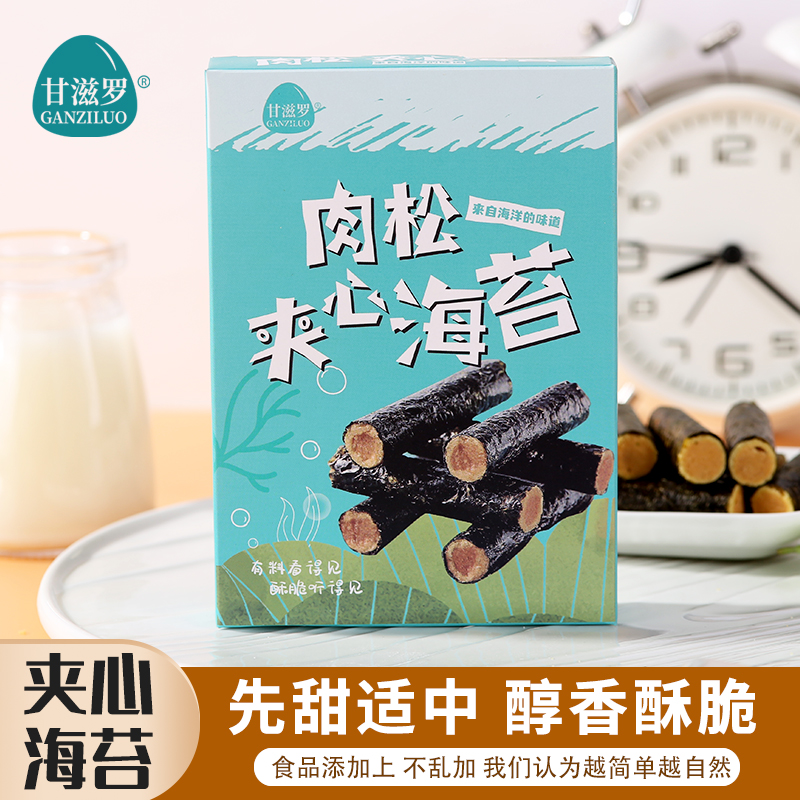 甘滋罗®
GANZILUO
甘滋罗®
GANZILUO
肉松
来自海洋的味道
夹心海苔
有料看得见
酥脆听得见
夹心
海苔
先甜适中 醇香酥脆
食品添加上 不乱加 我们认为越简单越自然